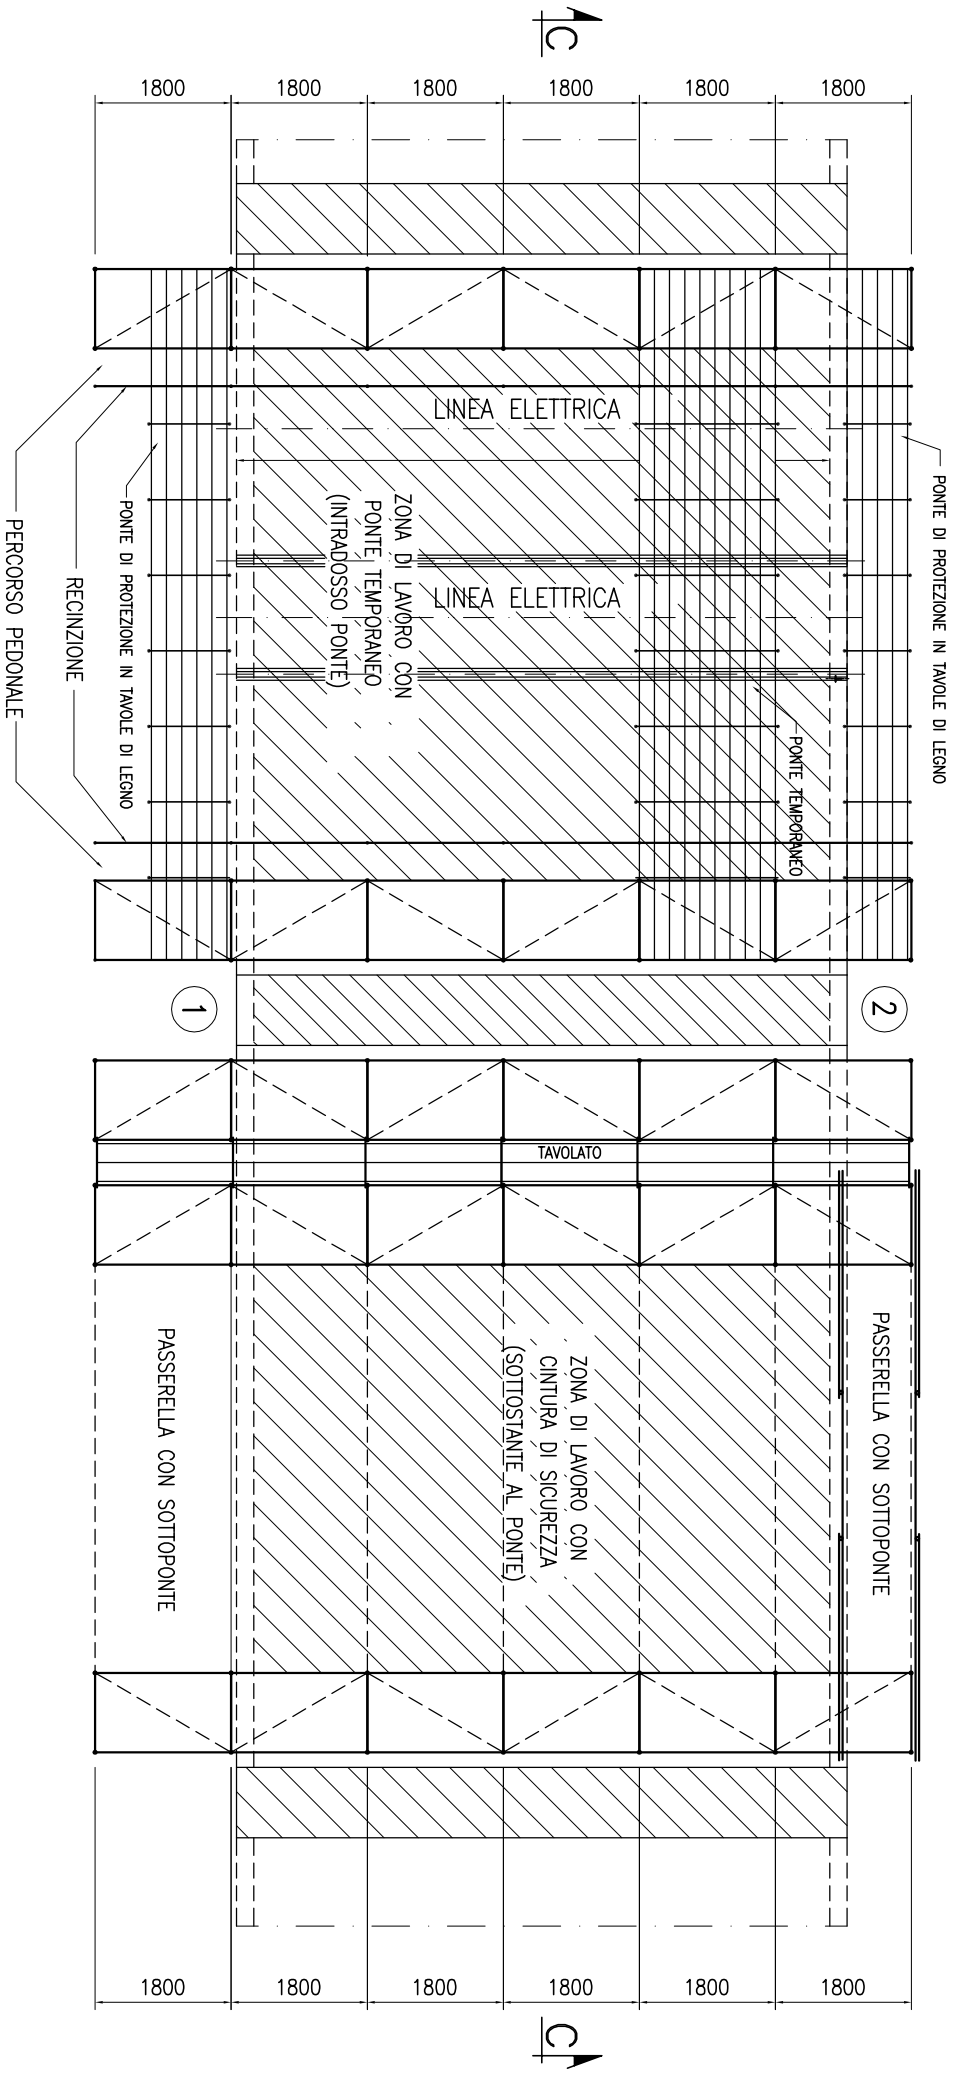 C
1800
1800
1800
1800
1800
1800
LINEA ELETTRICA
LINEA ELETTRICA
ZONA DI LAVORO CON
PONTE TEMPORANEO
(INTRADOSSO PONTE)
PONTE DI PROTEZIONE IN TAVOLE DI LEGNO
PONTE TEMPORANEO
PONTE DI PROTEZIONE IN TAVOLE DI LEGNO
RECINZIONE
PERCORSO PEDONALE
1
2
TAVOLATO
PASSERELLA CON SOTTOPONTE
ZONA DI LAVORO CON
CINTURA DI SICUREZZA
(SOTTOSTANTE AL PONTE)
PASSERELLA CON SOTTOPONTE
1800
1800
1800
1800
1800
1800
C